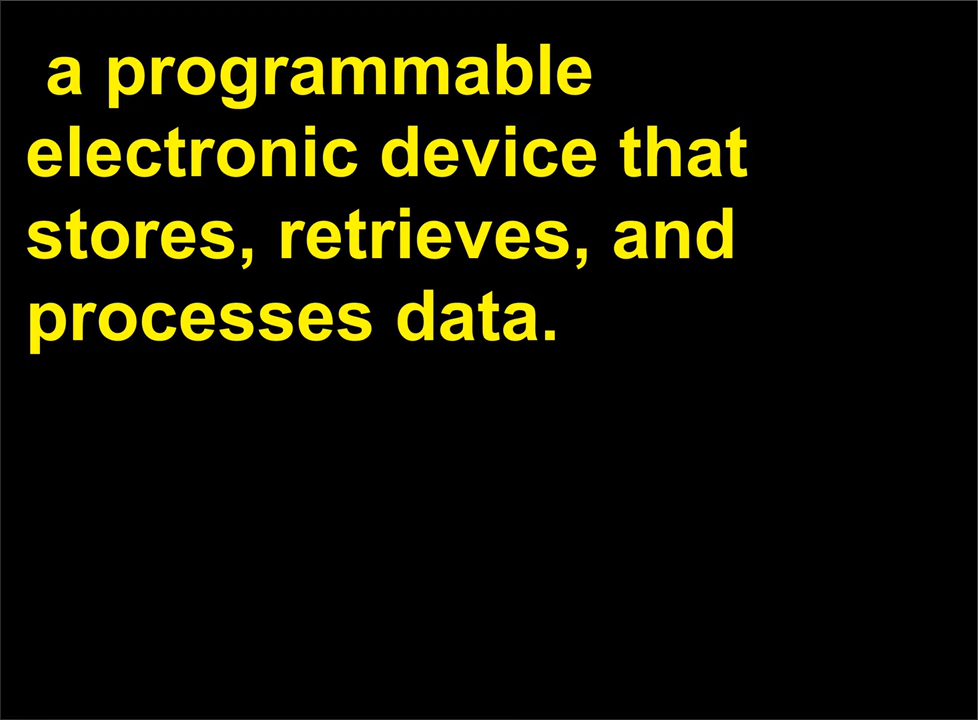 a programmable
electronic device that
stores, retrieves, and
processes data.